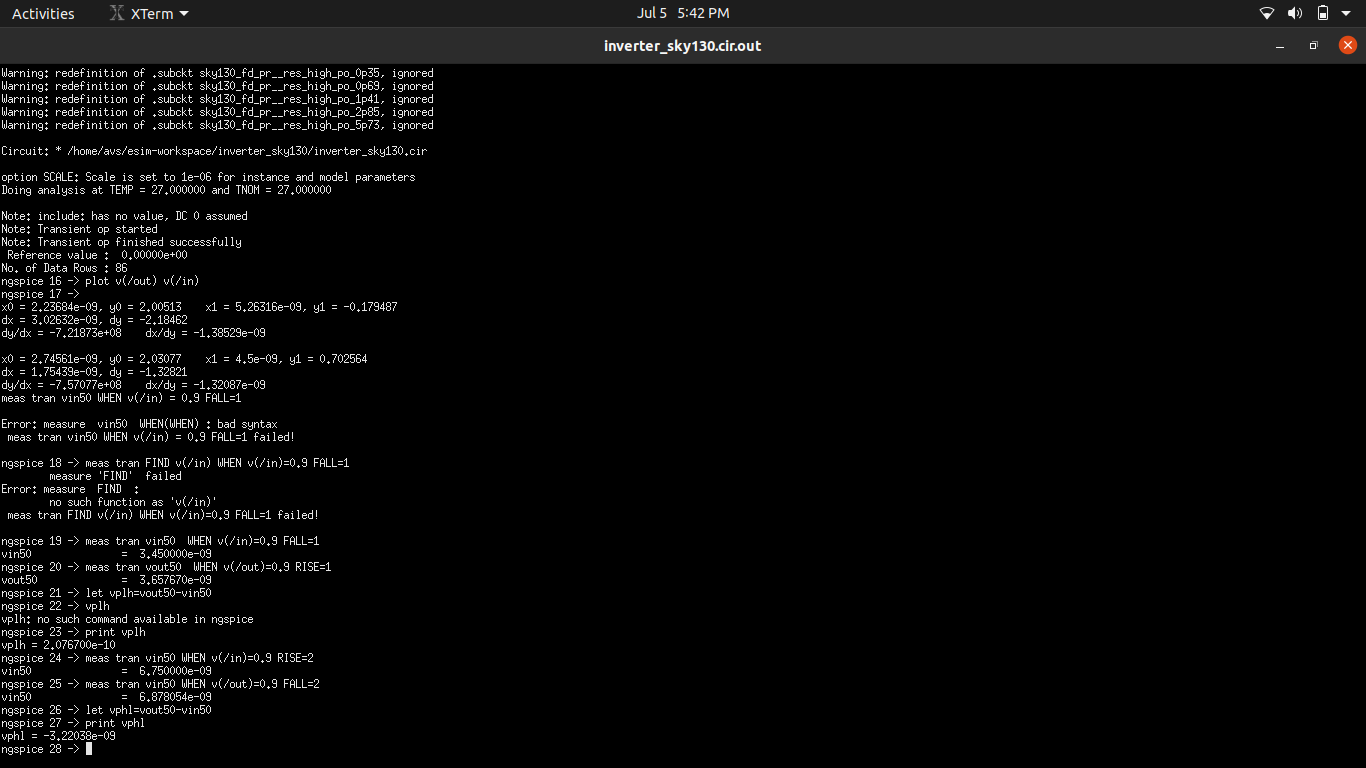 Activities XTerm Jul 5 5:42 PM
inverter_sky130.cir.out
Warning: redefinition of .subckt sky130_fd_pr__res_high_po_0p35, ignored
Warning: redefinition of .subckt sky130_fd_pr__res_high_po_0p69, ignored
Warning: redefinition of .subckt sky130_fd_pr__res_high_po_1p41, ignored
Warning: redefinition of .subckt sky130_fd_pr__res_high_po_2p85, ignored
Warning: redefinition of .subckt sky130_fd_pr__res_high_po_5p73, ignored
Circuit: * /home/avs/esim-workspace/inverter_sky130/inverter_sky130.cir
option SCALE: Scale is set to 1e-06 for instance and model parameters
Doing analysis at TEMP = 27.000000 and TNOM = 27.000000
Note: include: has no value, DC 0 assumed
Note: Transient op started
Note: Transient op finished successfully
Reference value : 0.00000e+00
No. of Data Rows : 86
ngspice 16 -> plot v(/out) v(/in)
ngspice 17 ->
x0 = 2.23684e-09, y0 = 2.00513 x1 = 5.26316e-09, y1 = -0.179487
dx = 3.02632e-09, dy = -2.18462
dy/dx = -7.21873e+08 dx/dy = -1.38529e-09
x0 = 2.74561e-09, y0 = 2.03077 x1 = 4.5e-09, y1 = 0.702564
dx = 1.75439e-09, dy = -1.32821
dy/dx = -7.57077e+08 dx/dy = -1.32087e-09
meas tran vin50 WHEN v(/in) = 0.9 FALL=1
Error: measure vin50 WHEN(WHEN) : bad syntax
meas tran vin50 WHEN v(/in) = 0.9 FALL=1 failed!
ngspice 18 -> meas tran FIND v(/in) WHEN v(/in)=0.9 FALL=1
measure 'FIND' failed
Error: measure FIND :
no such function as 'v(/in)'
meas tran FIND v(/in) WHEN v(/in)=0.9 FALL=1 failed!
ngspice 19 -> meas tran vin50 WHEN v(/in)=0.9 FALL=1
vin50 = 3.450000e-09
ngspice 20 -> meas tran vout50 WHEN v(/out)=0.9 RISE=1
vout50 = 3.657670e-09
ngspice 21 -> let vplh=vout50-vin50
ngspice 22 -> vplh
vplh: no such command available in ngspice
ngspice 23 -> print vplh
vplh = 2.076700e-10
ngspice 24 -> meas tran vin50 WHEN v(/in)=0.9 RISE=2
vin50 = 6.750000e-09
ngspice 25 -> meas tran vin50 WHEN v(/out)=0.9 FALL=2
vin50 = 6.878054e-09
ngspice 26 -> let vphl=vout50-vin50
ngspice 27 -> print vphl
vphl = -3.22038e-09
ngspice 28 ->